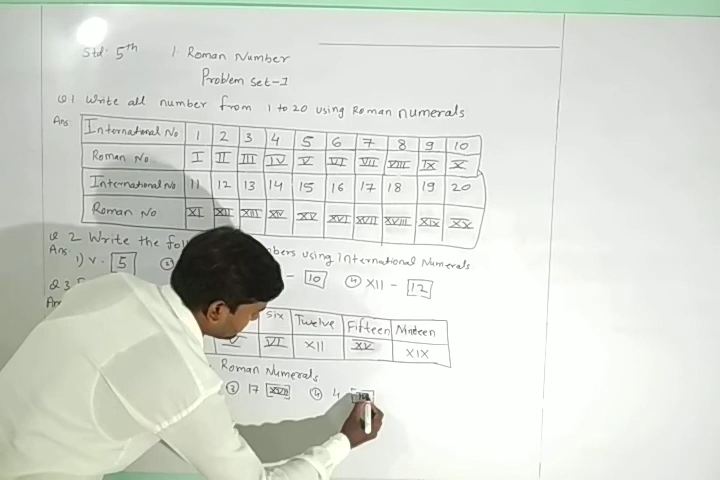 Std. 5th 1. Roman Number
Problem set-1
Q 1 Write all number from 1 to 20 using Roman numerals
Ans
International No 1 2 3 4 5 6 7 8 9 10
Roman No I II III IV V VI VII VIII IX X
International No 11 12 13 14 15 16 17 18 19 20
Roman No XI XII XIII XIV XV XVI XVII XVIII XIX XX
Q 2 Write the using International Numerals
Ans
1) V - 5 - 10 ④ XII - 12
Q 3
Six Twelve Fifteen Ninteen
V VI XII XV XIX
Roman Numerals
③ 17 XVII ④ 4